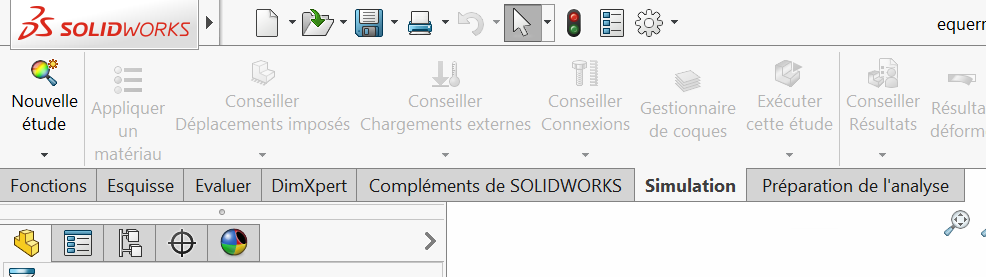 SOLIDWORKS
equerr
Nouvelle étude
Appliquer un matériau
Conseiller Déplacements imposés
Conseiller Chargements externes
Conseiller Connexions
Gestionnaire de coques
Exécuter cette étude
Conseiller Résultats
Résulta déform
Fonctions
Esquisse
Evaluer
DimXpert
Compléments de SOLIDWORKS
Simulation
Préparation de l'analyse